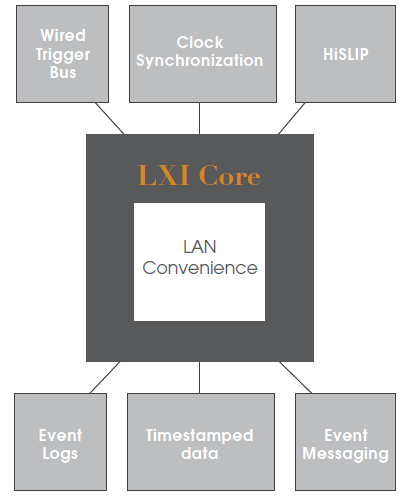 Wired
Trigger
Bus
Clock
Synchronization
HiSLIP
LXI Core
LAN
Convenience
Event
Logs
Timestamped
data
Event
Messaging